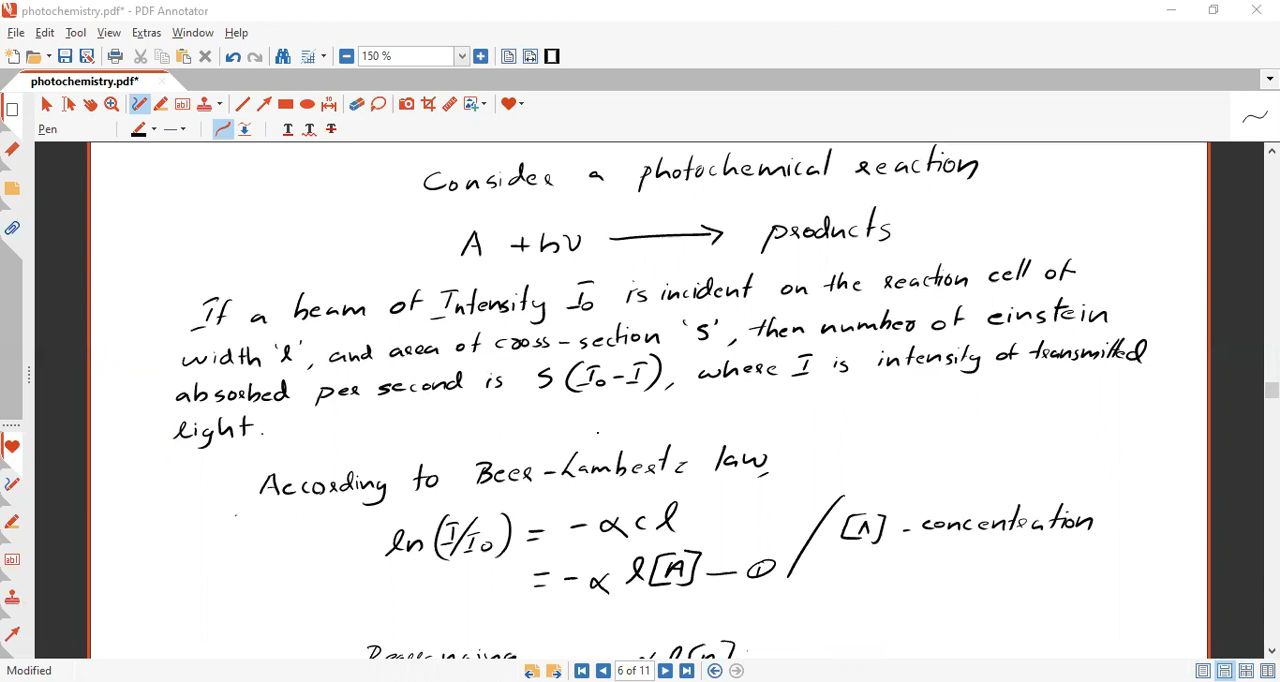 photochemistry.pdf* - PDF Annotator
File Edit Tool View Extras Window Help
150 %
photochemistry.pdf*
Pen
Consider a photochemical reaction
A + hν ⟶ products
If a beam of Intensity I₀ is incident on the reaction cell of
width 'l', and area of cross-section 'S', then number of einstein
absorbed per second is S(I₀-I), where I is intensity of transmitted
light.
According to Beer-Lambert's law,
ln(I/I₀) = -αcl
= -αl[A] — ① / [A] - concentration
Modified
6 of 11